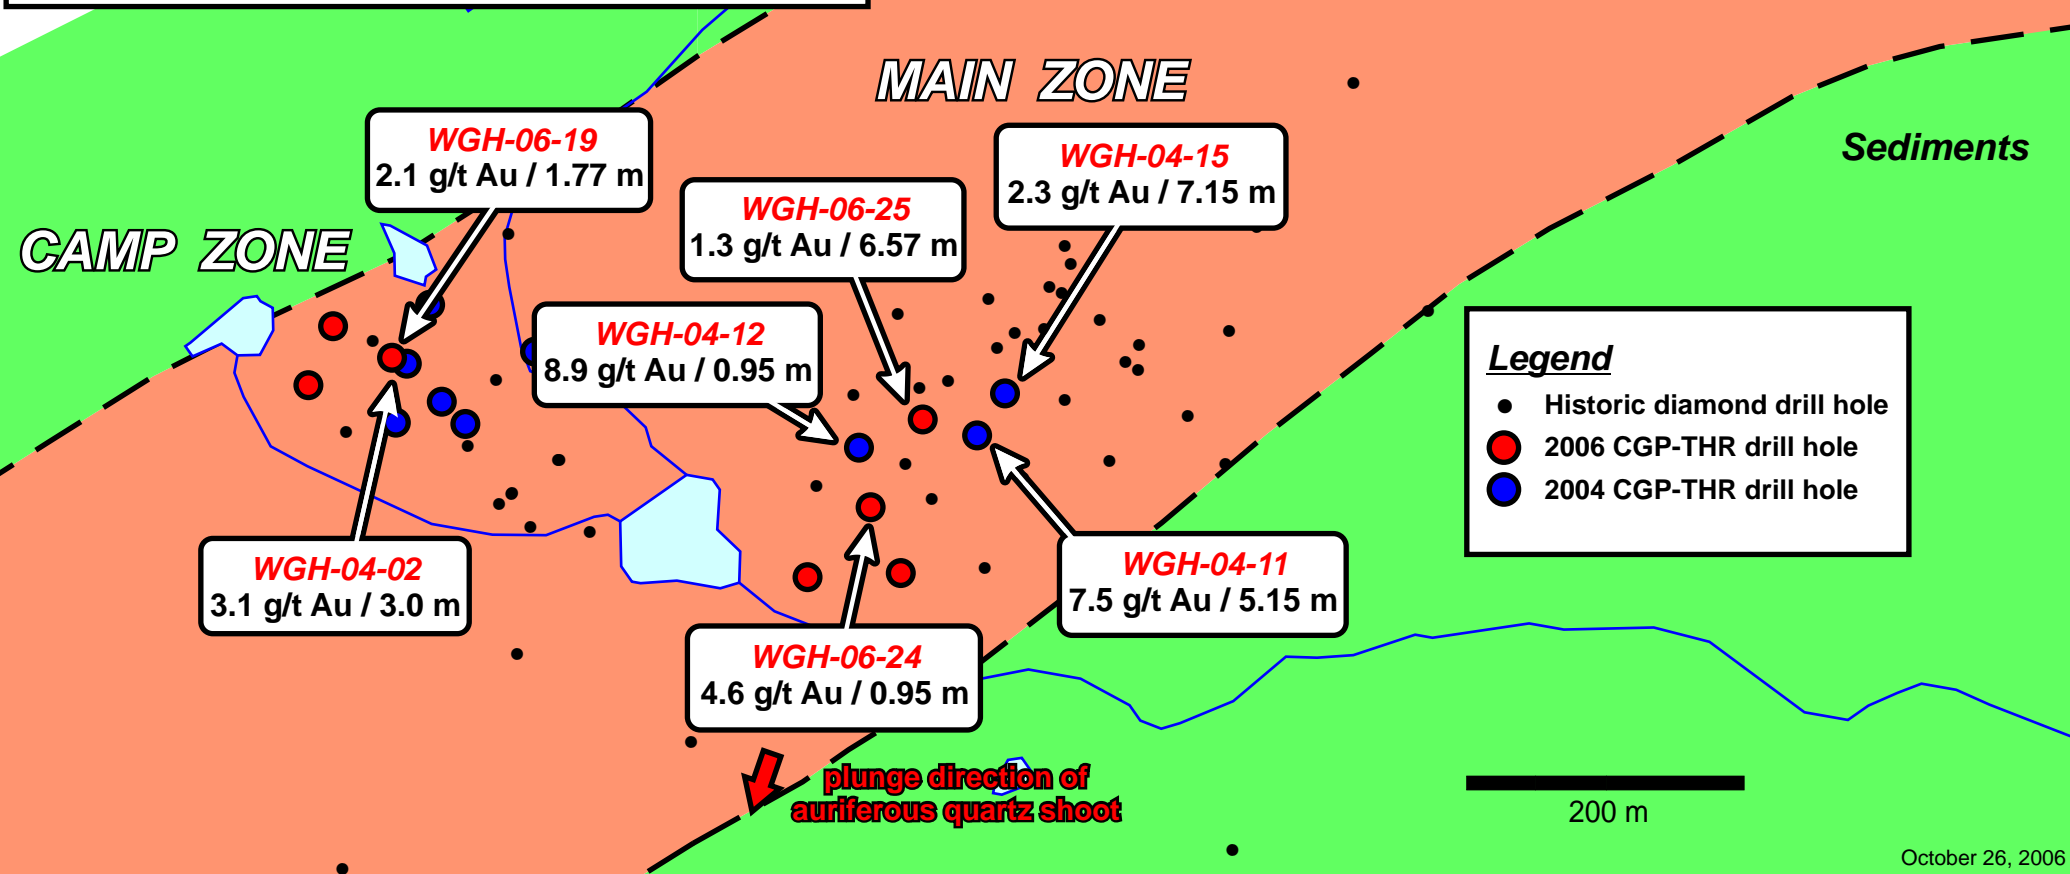 MAIN ZONE
Sediments
WGH-06-19
2.1 g/t Au / 1.77 m
WGH-04-15
2.3 g/t Au / 7.15 m
WGH-06-25
1.3 g/t Au / 6.57 m
CAMP ZONE
WGH-04-12
8.9 g/t Au / 0.95 m
Legend
Historic diamond drill hole
2006 CGP-THR drill hole
2004 CGP-THR drill hole
WGH-04-02
3.1 g/t Au / 3.0 m
WGH-04-11
7.5 g/t Au / 5.15 m
WGH-06-24
4.6 g/t Au / 0.95 m
plunge direction of
auriferous quartz shoot
200 m
October 26, 2006